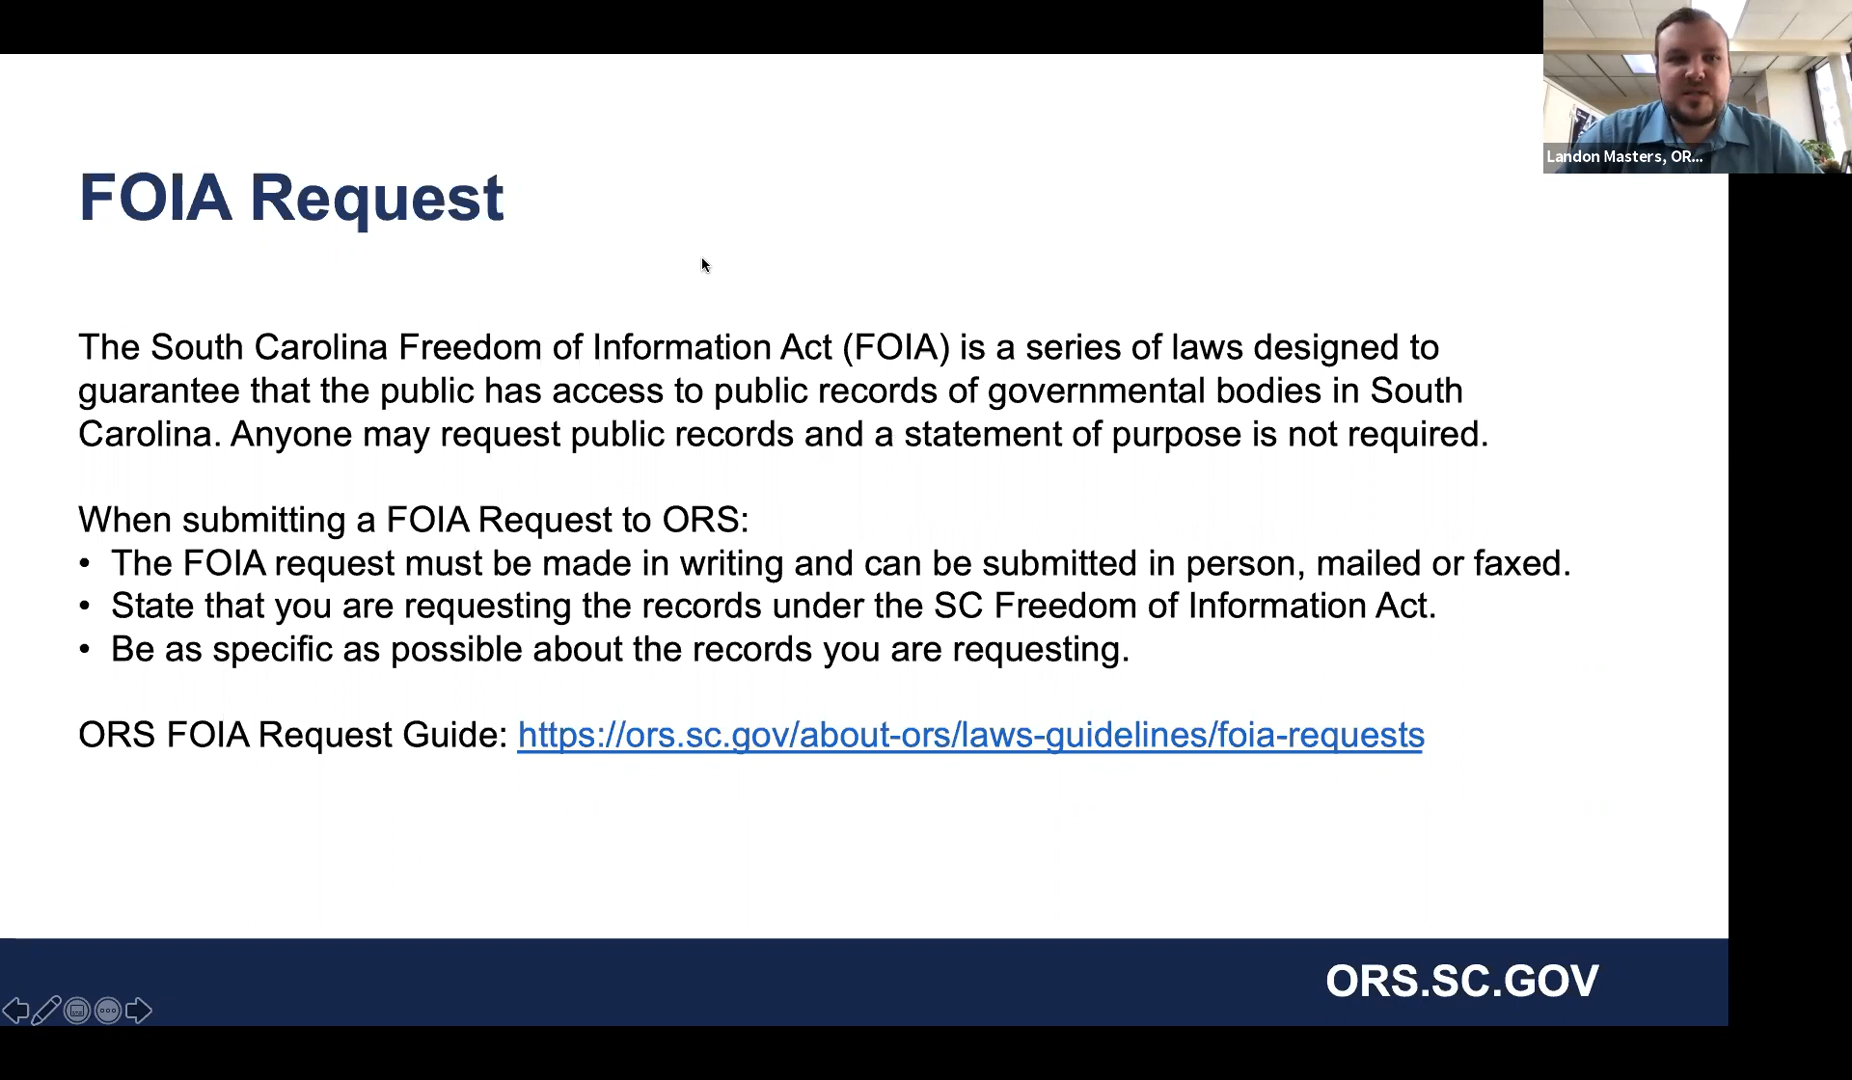 Landon Masters, OR...
FOIA Request
The South Carolina Freedom of Information Act (FOIA) is a series of laws designed to
guarantee that the public has access to public records of governmental bodies in South
Carolina. Anyone may request public records and a statement of purpose is not required.
When submitting a FOIA Request to ORS:
• The FOIA request must be made in writing and can be submitted in person, mailed or faxed.
• State that you are requesting the records under the SC Freedom of Information Act.
• Be as specific as possible about the records you are requesting.
ORS FOIA Request Guide: https://ors.sc.gov/about-ors/laws-guidelines/foia-requests
ORS.SC.GOV